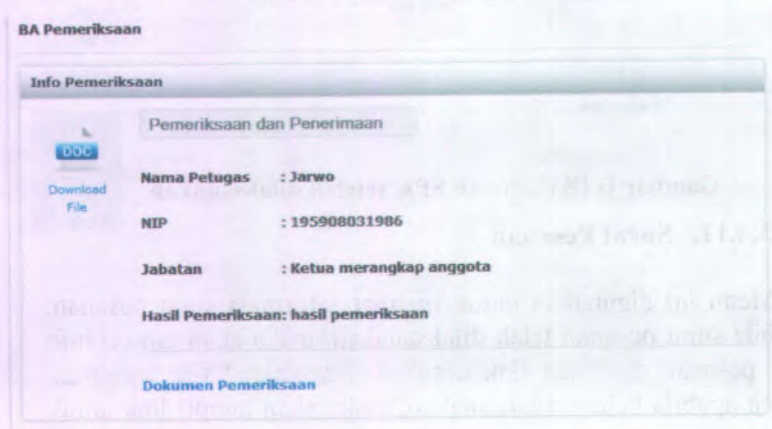 BA Pemeriksaan
Info Pemeriksaan
DOC
Download
File
Pemeriksaan dan Penerimaan
Nama Petugas : Jarwo
NIP : 195908031986
Jabatan : Ketua merangkap anggota
Hasil Pemeriksaan: hasil pemeriksaan
Dokumen Pemeriksaan